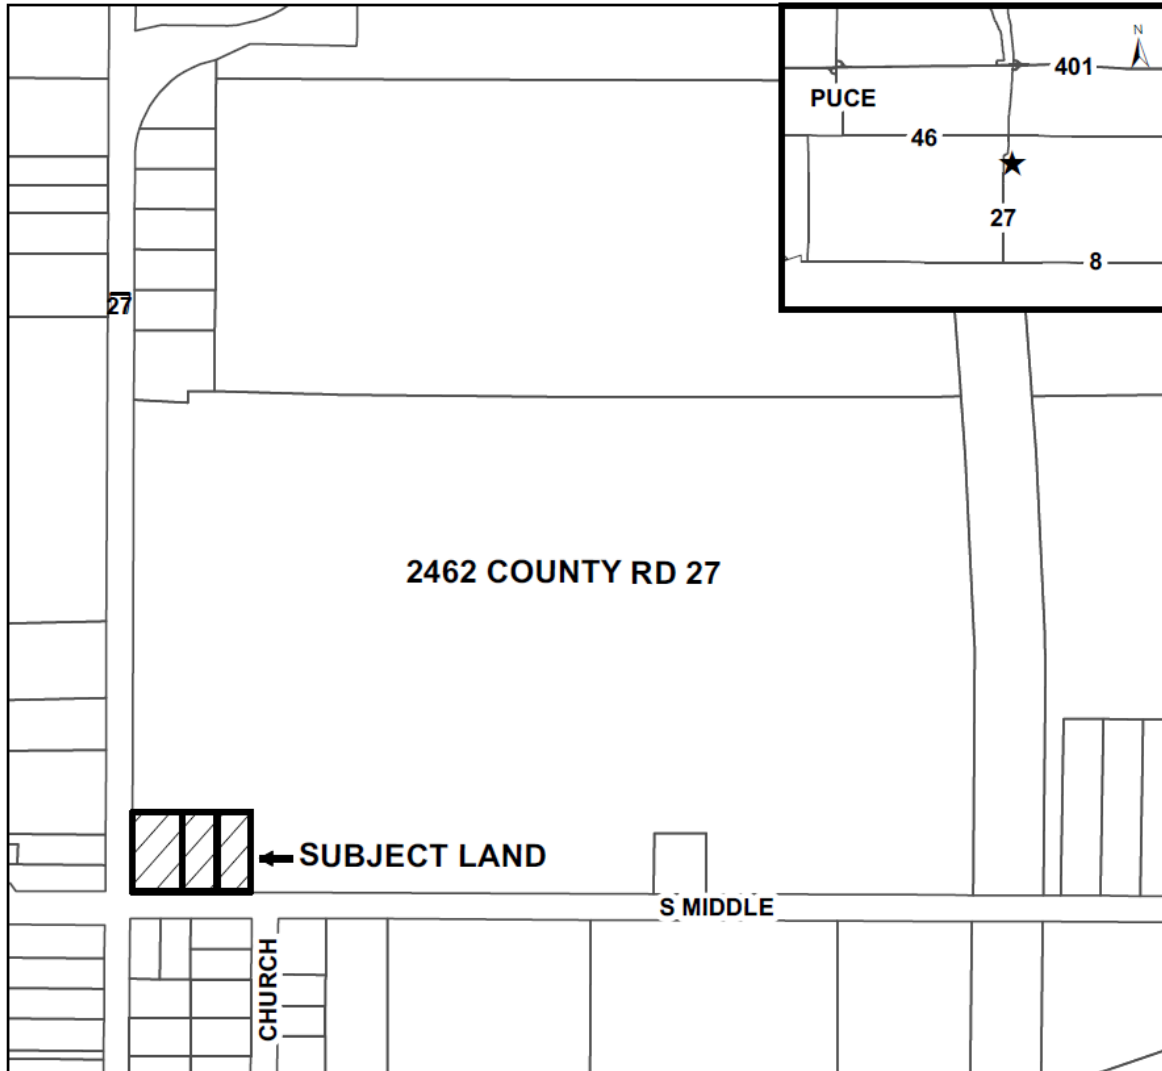 N
401
PUCE
46
27
8
27
2462 COUNTY RD 27
SUBJECT LAND
S MIDDLE
CHURCH